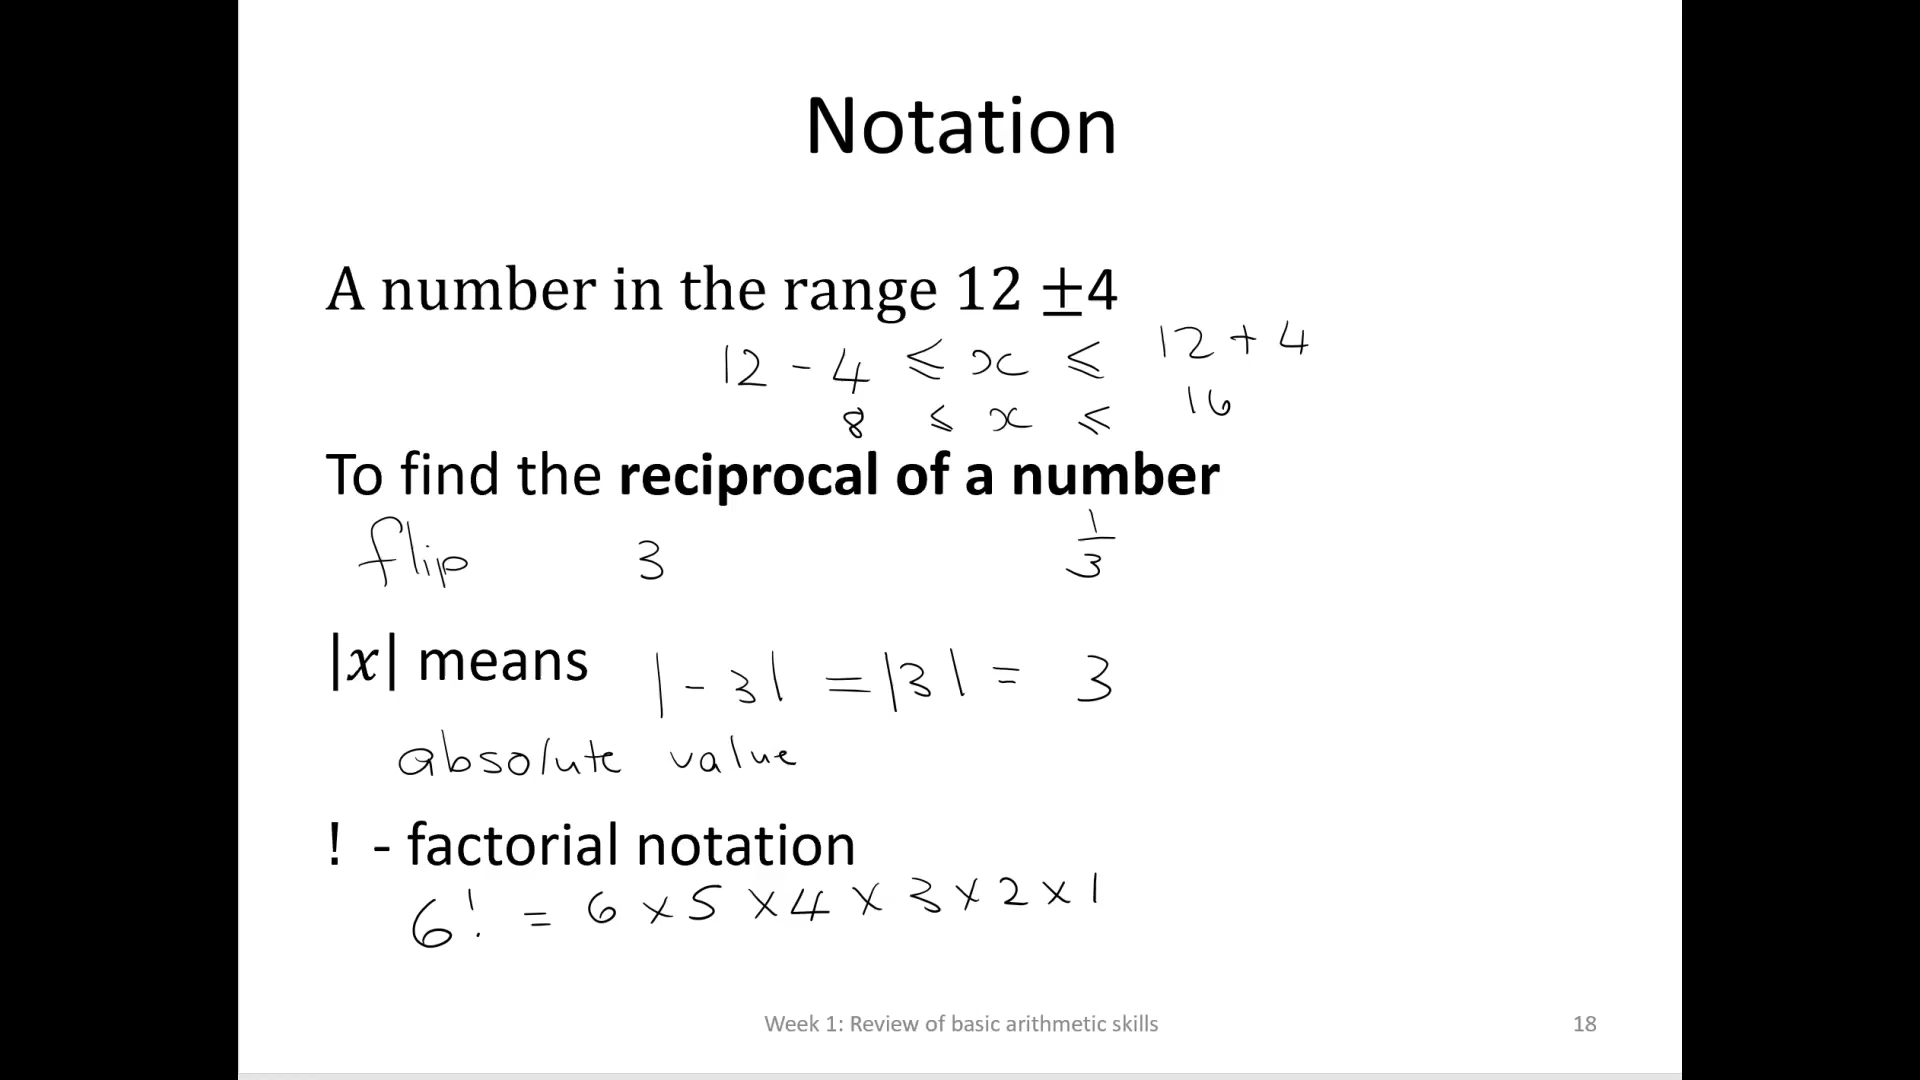 Notation
A number in the range 12 ±4
12 - 4 ⩽ x ⩽ 12 + 4
8 ⩽ x ⩽ 16
To find the reciprocal of a number
flip 3 1/3
|x| means |-3| = |3| = 3
absolute value
! - factorial notation
6! = 6 × 5 × 4 × 3 × 2 × 1
Week 1: Review of basic arithmetic skills 18